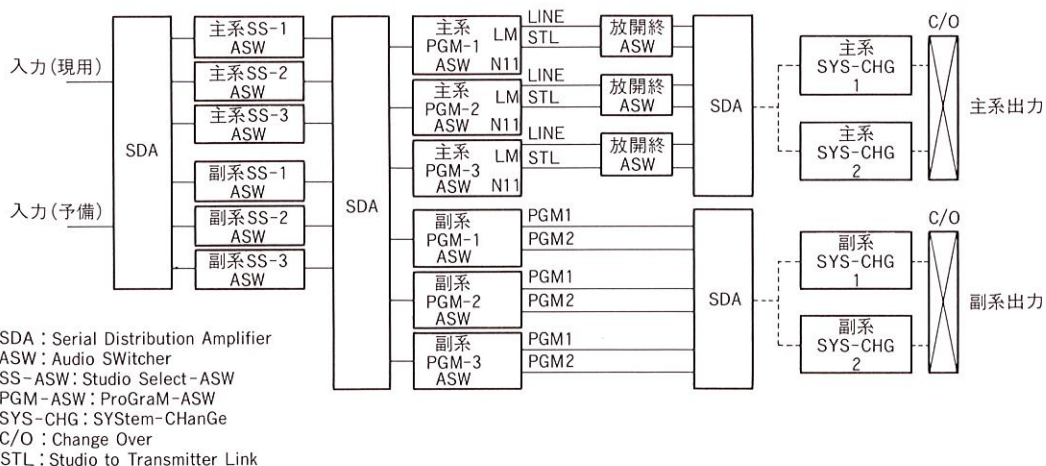 入力(現用)
入力(予備)
SDA
主系SS-1
ASW
主系SS-2
ASW
主系SS-3
ASW
副系SS-1
ASW
副系SS-2
ASW
副系SS-3
ASW
SDA
主系
PGM-1
ASW
LM
N11
主系
PGM-2
ASW
LM
N11
主系
PGM-3
ASW
LM
N11
LINE
STL
LINE
STL
LINE
STL
放開終
ASW
放開終
ASW
放開終
ASW
SDA
主系
SYS-CHG
1
主系
SYS-CHG
2
C/O
主系出力
副系
PGM-1
ASW
副系
PGM-2
ASW
副系
PGM-3
ASW
PGM1
PGM2
PGM1
PGM2
PGM1
PGM2
SDA
副系
SYS-CHG
1
副系
SYS-CHG
2
C/O
副系出力
SDA：Serial Distribution Amplifier
ASW：Audio SWitcher
SS-ASW：Studio Select-ASW
PGM-ASW：ProGraM-ASW
SYS-CHG：SYStem-CHanGe
C/O：Change Over
STL：Studio to Transmitter Link